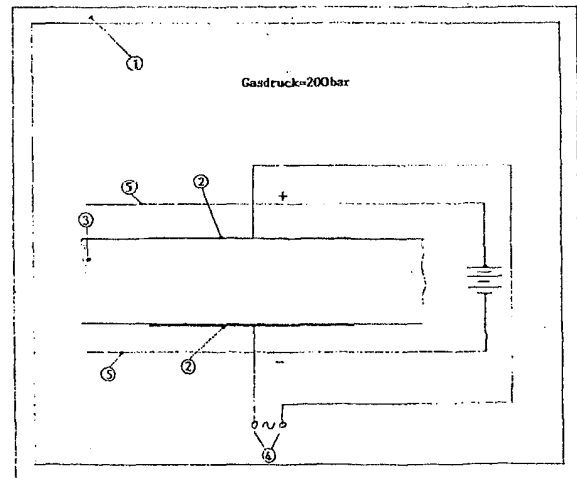 ①
Gasdruck=200bar
⑤ ② +
③
⑤ ② -
~
④